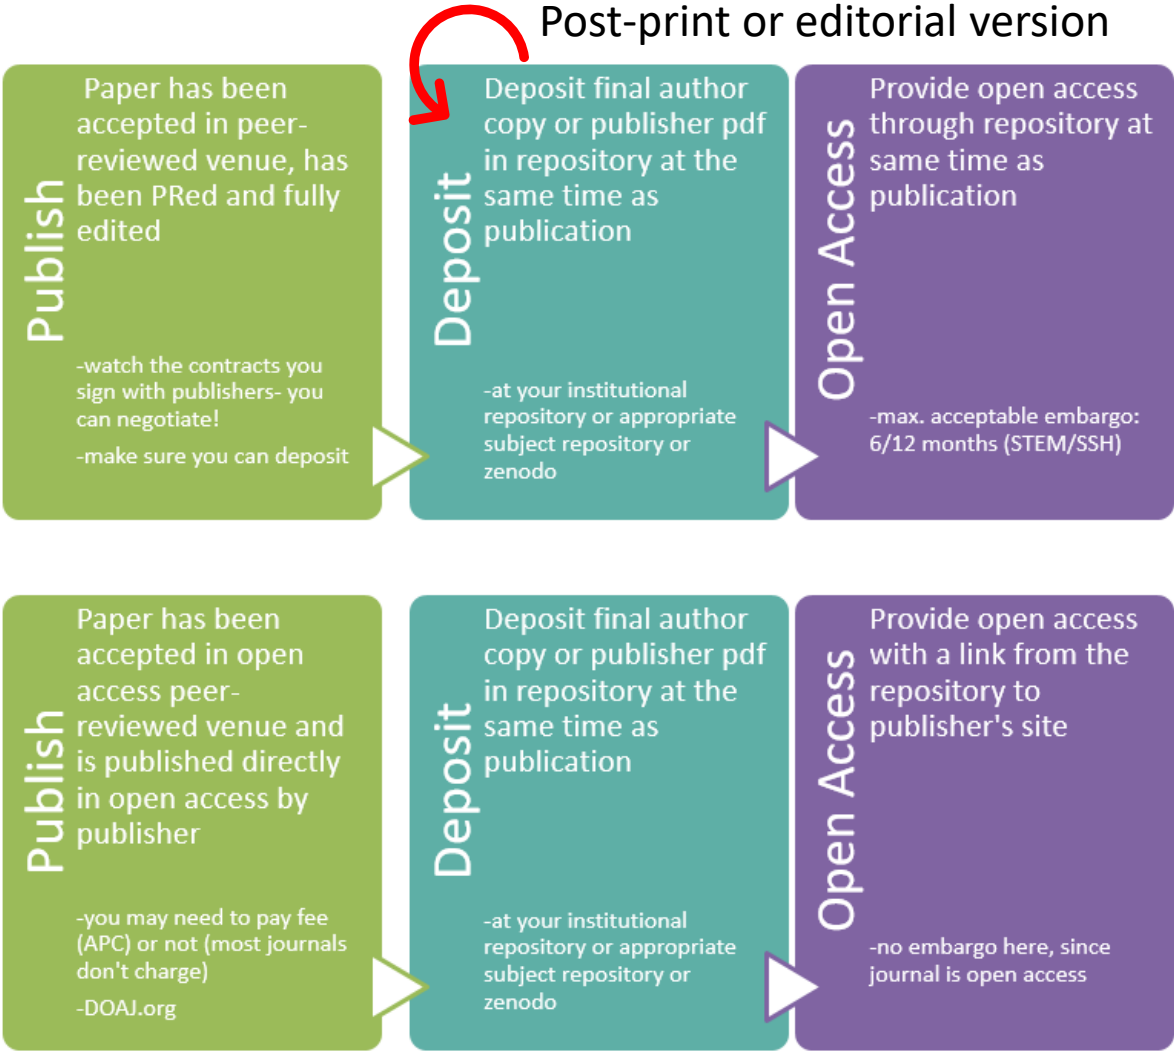 Post-print or editorial version
Publish
Paper has been
accepted in peer-
reviewed venue, has
been PRed and fully
edited
-watch the contracts you
sign with publishers- you
can negotiate!
-make sure you can deposit
Deposit
Deposit final author
copy or publisher pdf
in repository at the
same time as
publication
-at your institutional
repository or appropriate
subject repository or
zenodo
Open Access
Provide open access
through repository at
same time as
publication
-max. acceptable embargo:
6/12 months (STEM/SSH)
Publish
Paper has been
accepted in open
access peer-
reviewed venue and
is published directly
in open access by
publisher
-you may need to pay fee
(APC) or not (most journals
don't charge)
-DOAJ.org
Deposit
Deposit final author
copy or publisher pdf
in repository at the
same time as
publication
-at your institutional
repository or appropriate
subject repository or
zenodo
Open Access
Provide open access
with a link from the
repository to
publisher's site
-no embargo here, since
journal is open access